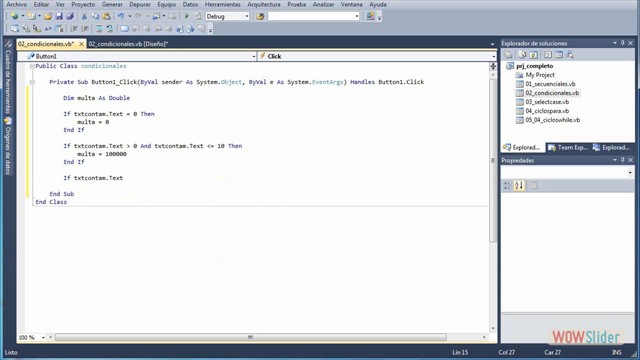 Archivo Editar Ver Proyecto Generar Depurar Datos Herramientas Arquitectura Prueba Analizar Ventana Ayuda
Debug
02_condicionales.vb* 02_condicionales.vb [Diseño]*
Button1
Click
Cuadro de herramientas
Orígenes de datos
Public Class condicionales
Private Sub Button1_Click(ByVal sender As System.Object, ByVal e As System.EventArgs) Handles Button1.Click
Dim multa As Double
If txtcontam.Text = 0 Then
multa = 0
End If
If txtcontam.Text > 0 And txtcontam.Text <= 10 Then
multa = 100000
End If
If txtcontam.Text
End Sub
End Class
100 %
Explorador de soluciones
prj_completo
My Project
01_secuenciales.vb
02_condicionales.vb
03_selectcase.vb
04_ciclospara.vb
05_04_cicloswhile.vb
Explorad... Team Exp... Vista de ...
Propiedades
WOWSlider
Listo
Lín 15
Col 27
Car 27
INS